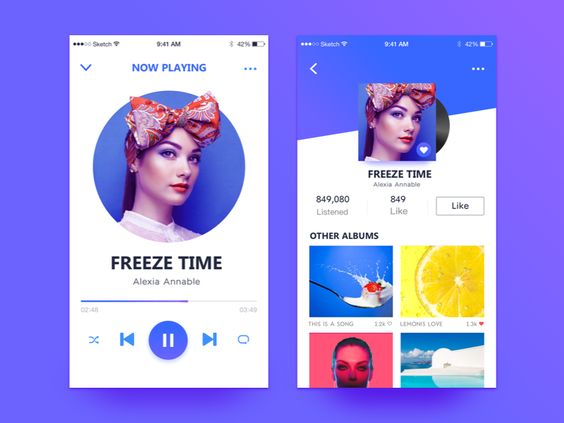 Sketch 9:41 AM 42%
NOW PLAYING
FREEZE TIME
Alexia Annable
02:48 03:49
Sketch 9:41 AM 42%
FREEZE TIME
Alexia Annable
849,080 849 Like
Listened Like
OTHER ALBUMS
THIS IS A SONG 1.2k LEMONIS LOVE 1.3k